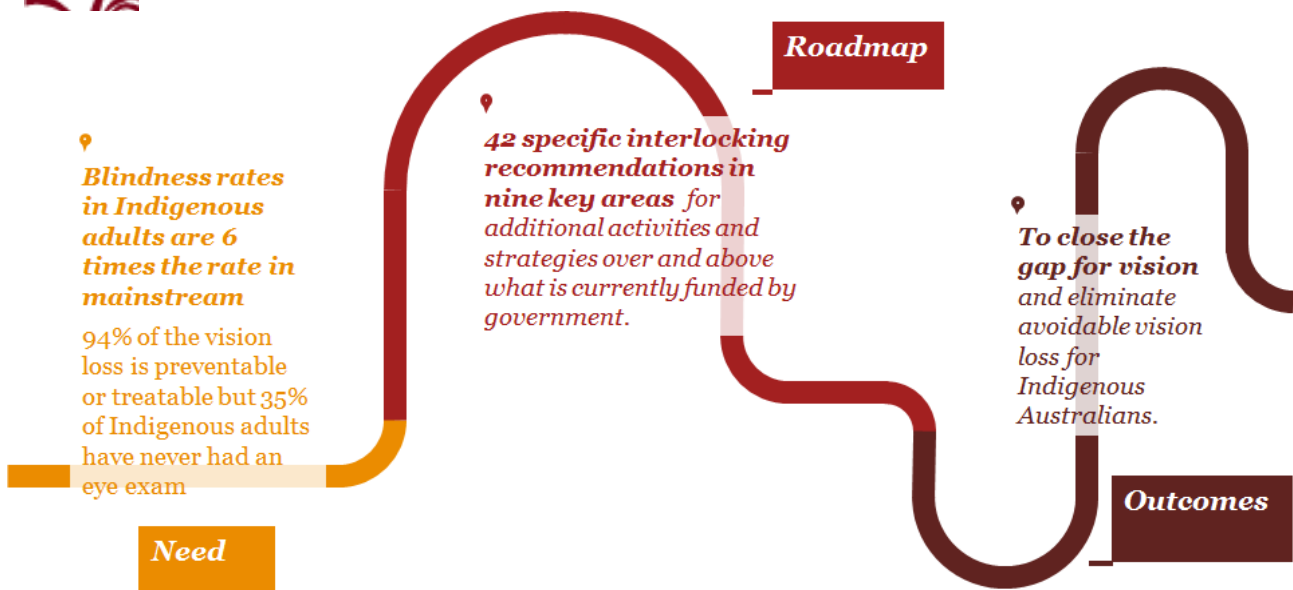 Blindness rates
in Indigenous
adults are 6
times the rate in
mainstream
94% of the vision
loss is preventable
or treatable but 35%
of Indigenous adults
have never had an
eye exam
Need
Roadmap
42 specific interlocking
recommendations in
nine key areas for
additional activities and
strategies over and above
what is currently funded by
government.
To close the
gap for vision
and eliminate
avoidable vision
loss for
Indigenous
Australians.
Outcomes